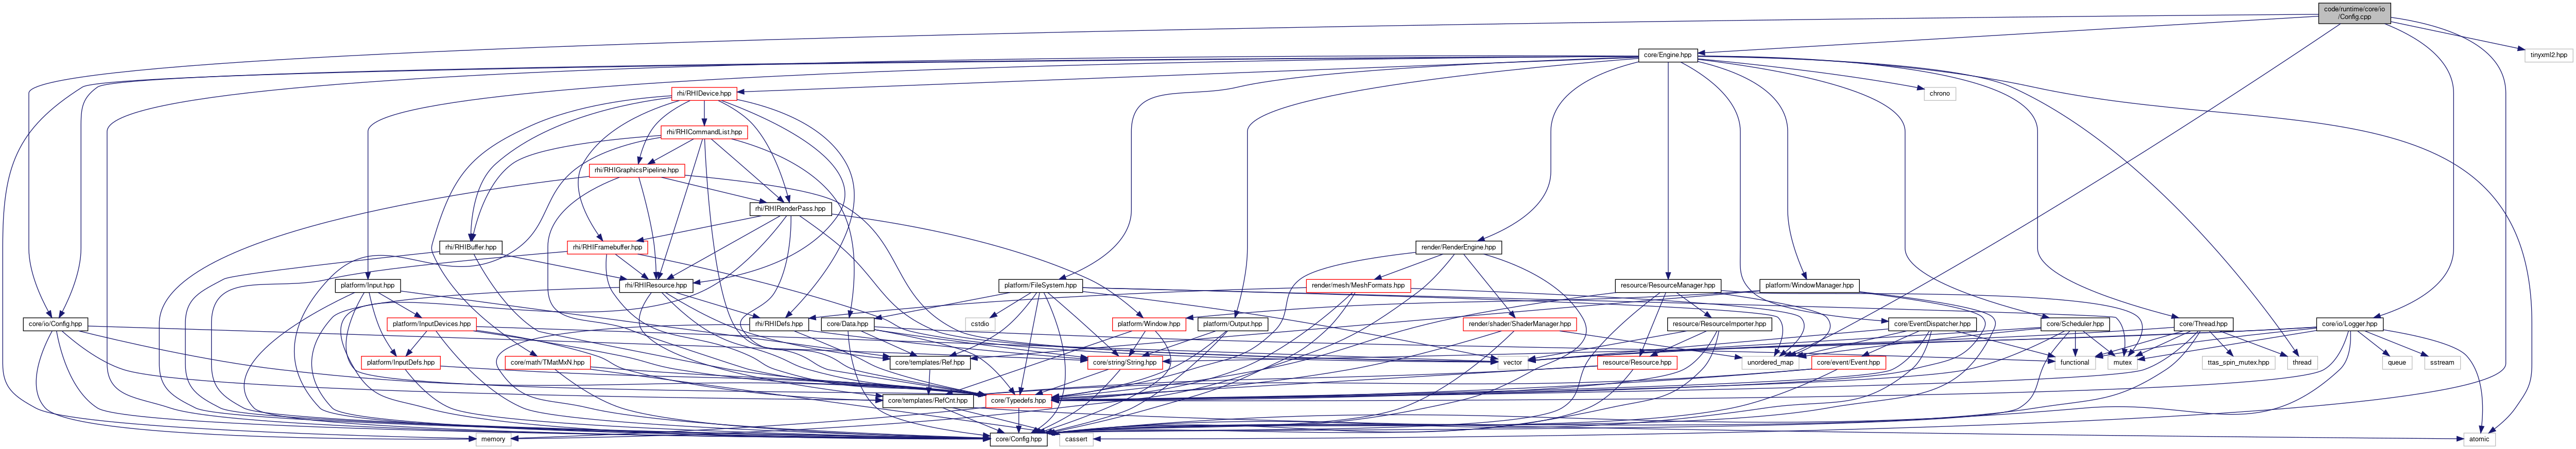 code/runtime/core/io
/Config.cpp
core/Engine.hpp
tinyxml2.hpp
rhi/RHIDevice.hpp
chrono
rhi/RHICommandList.hpp
rhi/RHIGraphicsPipeline.hpp
rhi/RHIRenderPass.hpp
rhi/RHIBuffer.hpp
rhi/RHIFramebuffer.hpp
render/RenderEngine.hpp
platform/Input.hpp
rhi/RHIResource.hpp
platform/FileSystem.hpp
render/mesh/MeshFormats.hpp
resource/ResourceManager.hpp
platform/WindowManager.hpp
core/io/Config.hpp
platform/InputDevices.hpp
rhi/RHIDefs.hpp
core/Data.hpp
cstdio
platform/Window.hpp
platform/Output.hpp
render/shader/ShaderManager.hpp
resource/ResourceImporter.hpp
core/EventDispatcher.hpp
core/Scheduler.hpp
core/Thread.hpp
core/io/Logger.hpp
platform/InputDefs.hpp
core/math/TMatMxN.hpp
core/templates/Ref.hpp
core/string/String.hpp
vector
resource/Resource.hpp
unordered_map
core/event/Event.hpp
functional
mutex
ttas_spin_mutex.hpp
thread
queue
sstream
core/templates/RefCnt.hpp
core/Typedefs.hpp
memory
core/Config.hpp
cassert
atomic